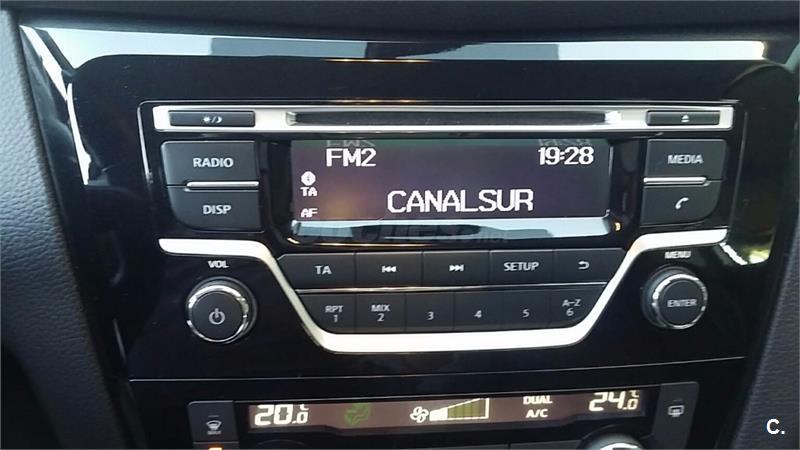 FM2 19:28
RADIO
MEDIA
TA
DISP
CANALSUR
AF
TA SETUP
VOL
MENU
RPT 1
MIX 2
3
4
5
A-Z 6
ENTER
20.0°C
DUAL
A/C
24.0°C
C.